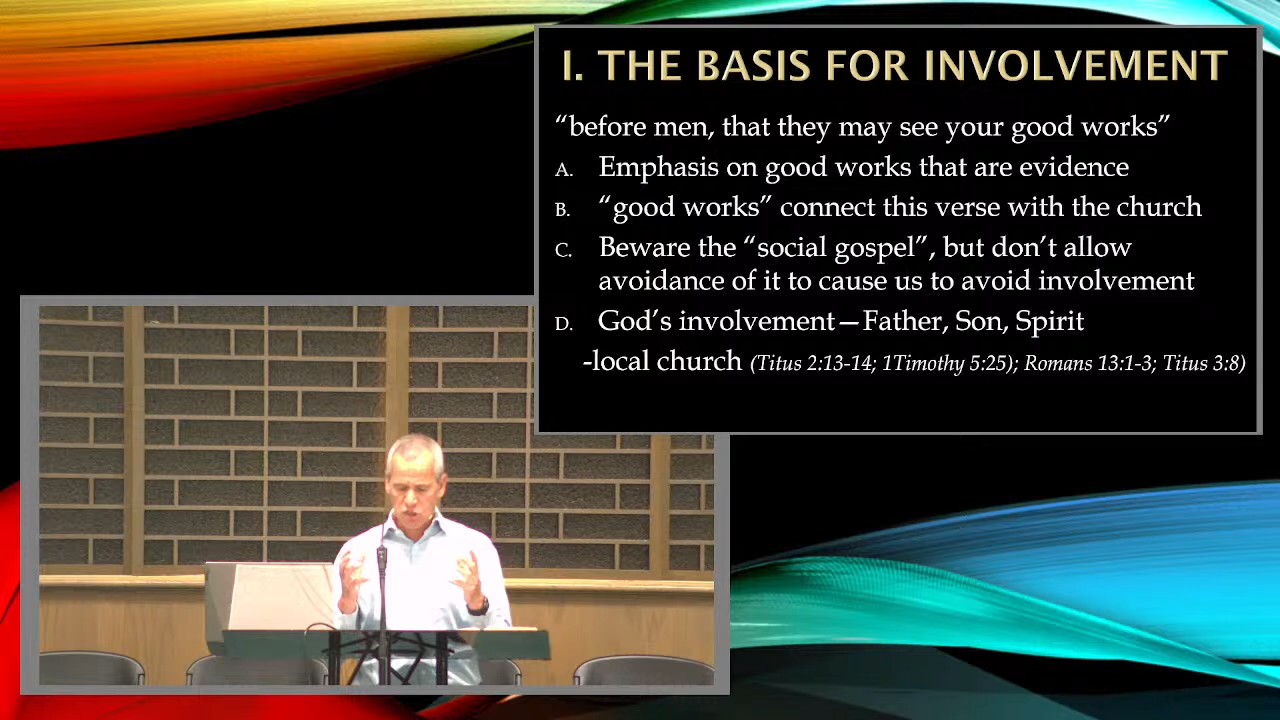 I. THE BASIS FOR INVOLVEMENT
“before men, that they may see your good works”
A. Emphasis on good works that are evidence
B. “good works” connect this verse with the church
C. Beware the “social gospel”, but don’t allow
avoidance of it to cause us to avoid involvement
D. God’s involvement—Father, Son, Spirit
-local church (Titus 2:13-14; 1Timothy 5:25); Romans 13:1-3; Titus 3:8)